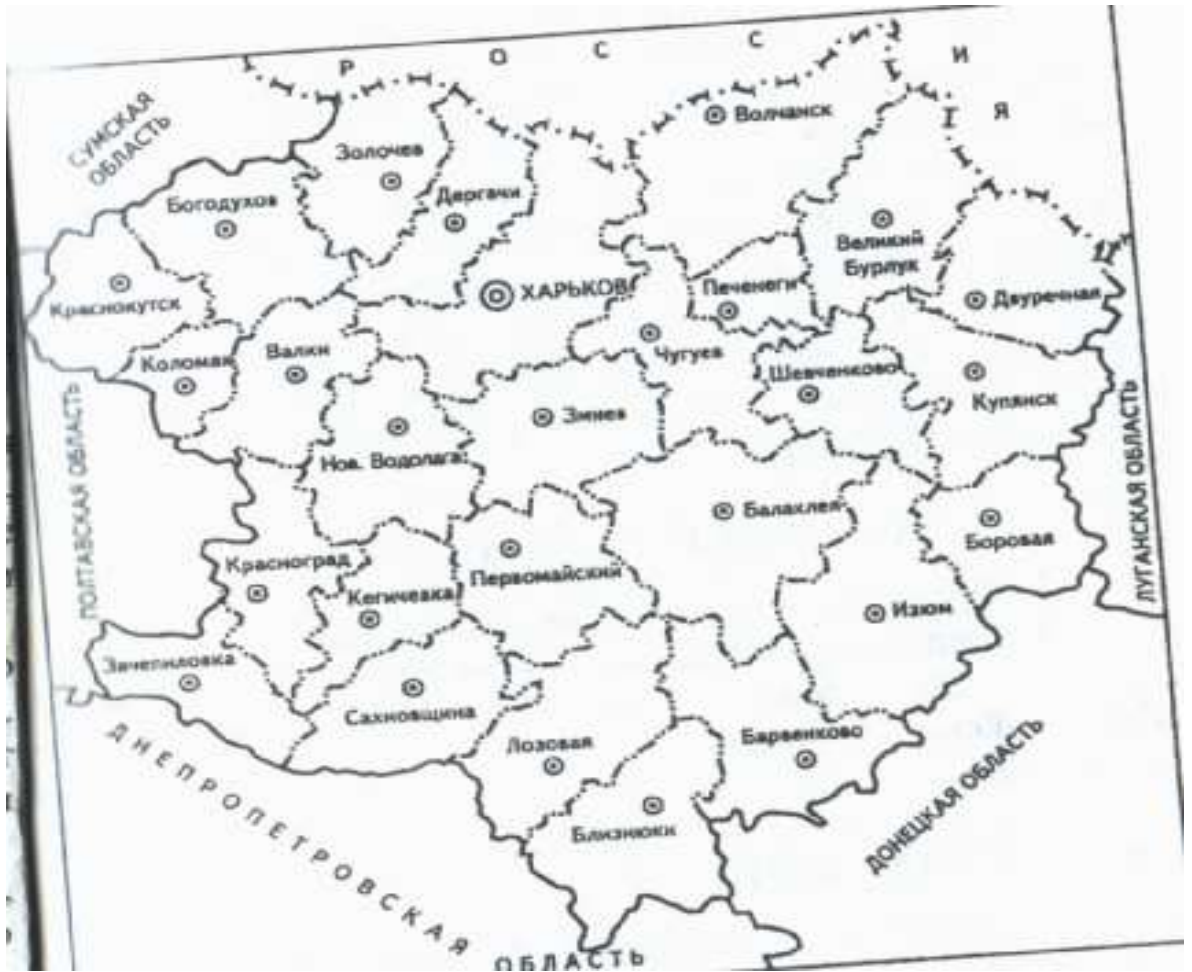 РОССИЯ
СУМСКАЯ
ОБЛАСТЬ
Волчанск
Золочев
Дергачи
Богодухов
Великий
Бурлук
Краснокутск
ХАРЬКОВ
Печенеги
Двуречная
Коломак
Валки
Чугуев
Шевченково
Купянск
Змиев
Нов. Водолага
ПОЛТАВСКАЯ ОБЛАСТЬ
ЛУГАНСКАЯ ОБЛАСТЬ
Балаклея
Боровая
Красноград
Кегичевка
Первомайский
Изюм
Зачепиловка
Сахновщина
Лозовая
Барвенково
Близнюки
ДНЕПРОПЕТРОВСКАЯ
ОБЛАСТЬ
ДОНЕЦКАЯ ОБЛАСТЬ